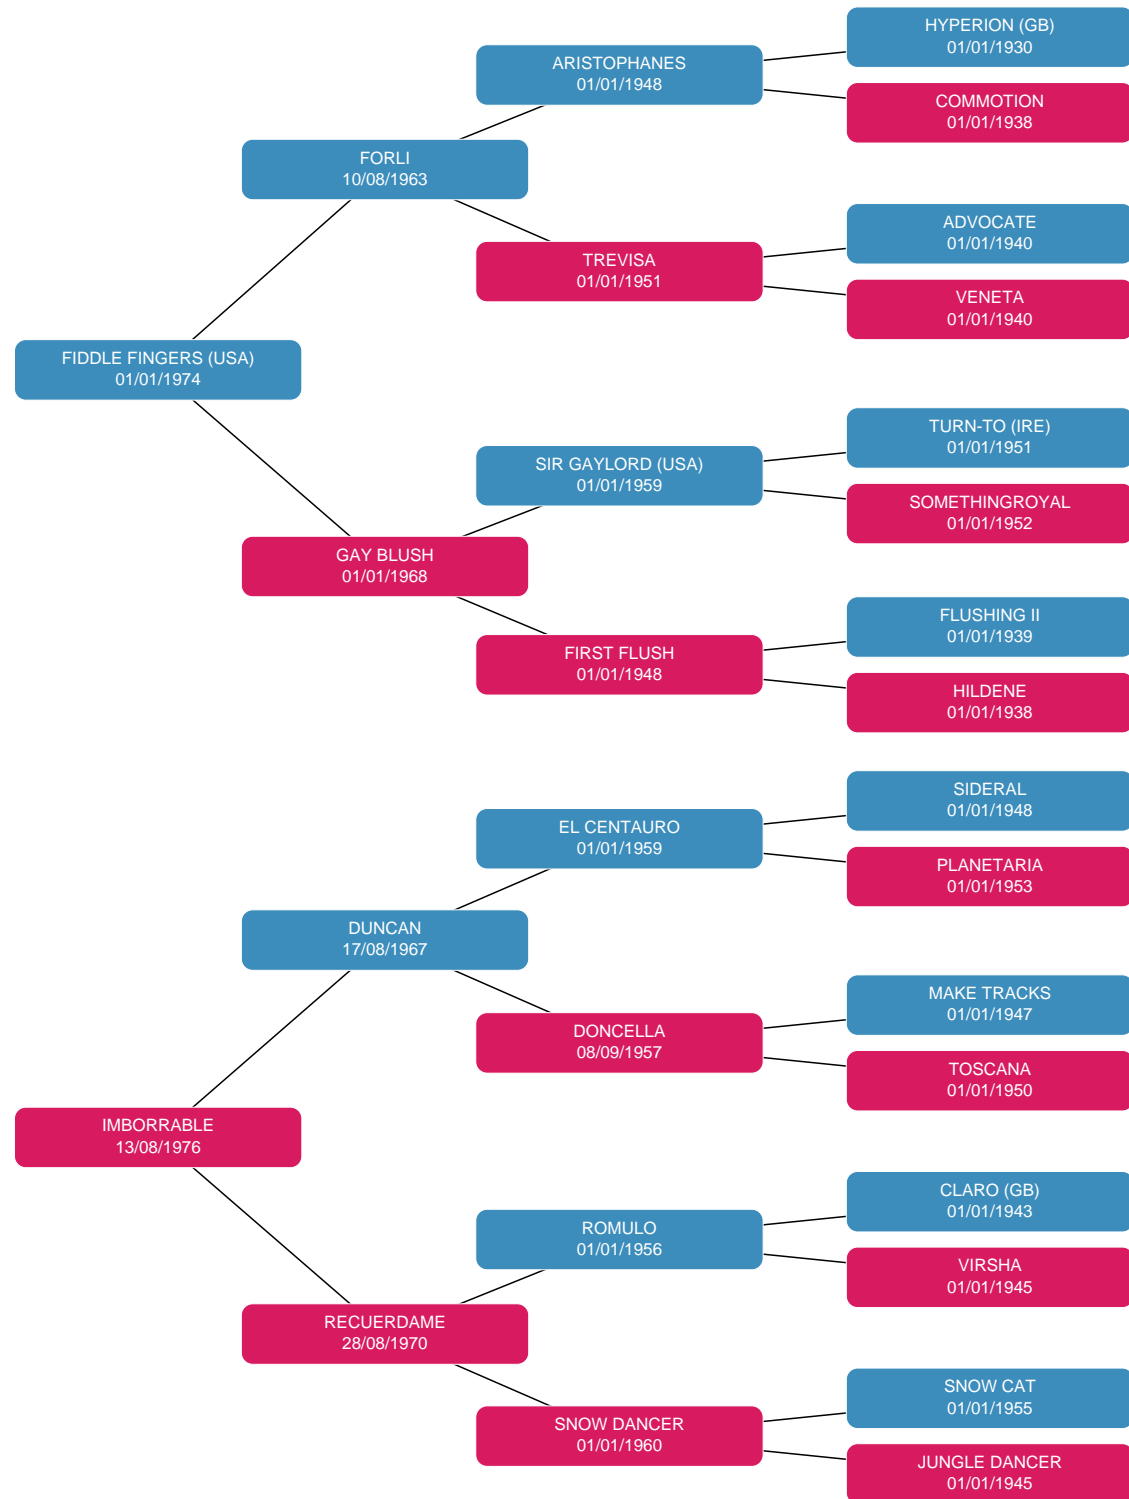 HYPERION (GB)
01/01/1930
ARISTOPHANES
01/01/1948
COMMOTION
01/01/1938
FORLI
10/08/1963
ADVOCATE
01/01/1940
TREVISA
01/01/1951
VENETA
01/01/1940
FIDDLE FINGERS (USA)
01/01/1974
TURN-TO (IRE)
01/01/1951
SIR GAYLORD (USA)
01/01/1959
SOMETHINGROYAL
01/01/1952
GAY BLUSH
01/01/1968
FLUSHING II
01/01/1939
FIRST FLUSH
01/01/1948
HILDENE
01/01/1938
SIDERAL
01/01/1948
EL CENTAURO
01/01/1959
PLANETARIA
01/01/1953
DUNCAN
17/08/1967
MAKE TRACKS
01/01/1947
DONCELLA
08/09/1957
TOSCANA
01/01/1950
IMBORRABLE
13/08/1976
CLARO (GB)
01/01/1943
ROMULO
01/01/1956
VIRSHA
01/01/1945
RECUERDAME
28/08/1970
SNOW CAT
01/01/1955
SNOW DANCER
01/01/1960
JUNGLE DANCER
01/01/1945